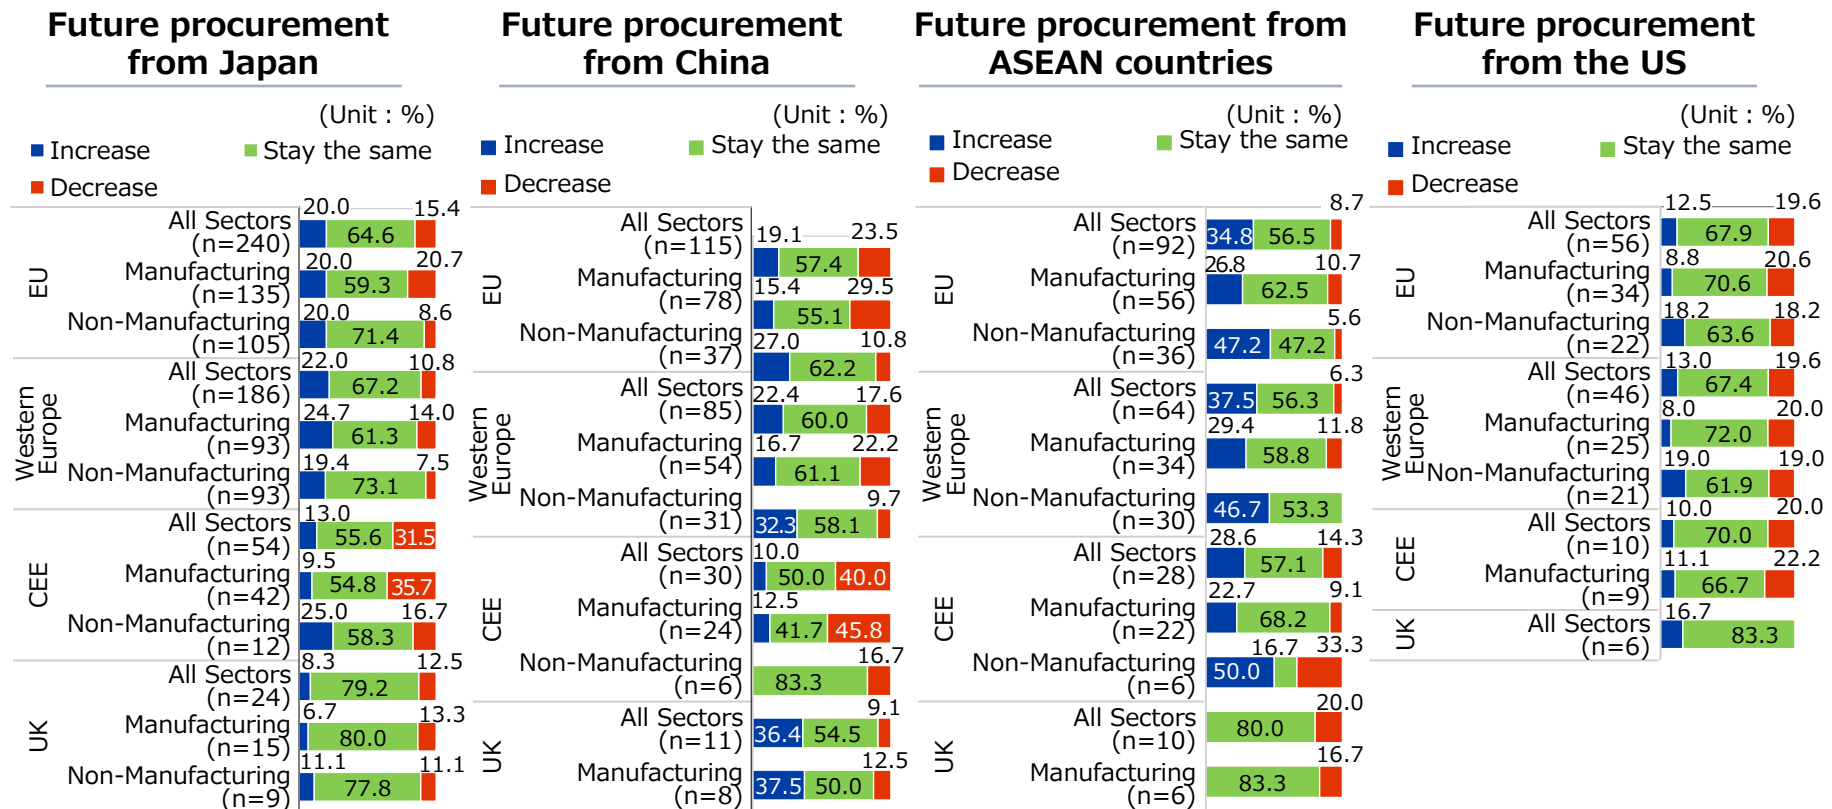 Future procurement
from Japan
(Unit : %)
Increase
Stay the same
Decrease
EU
All Sectors
(n=240)
20.0
64.6
15.4
Manufacturing
(n=135)
20.0
59.3
20.7
Non-Manufacturing
(n=105)
20.0
71.4
8.6
Western
Europe
All Sectors
(n=186)
22.0
67.2
10.8
Manufacturing
(n=93)
24.7
61.3
14.0
Non-Manufacturing
(n=93)
19.4
73.1
7.5
CEE
All Sectors
(n=54)
13.0
55.6
31.5
Manufacturing
(n=42)
9.5
54.8
35.7
Non-Manufacturing
(n=12)
25.0
58.3
16.7
UK
All Sectors
(n=24)
8.3
79.2
12.5
Manufacturing
(n=15)
6.7
80.0
13.3
Non-Manufacturing
(n=9)
11.1
77.8
11.1
Future procurement
from China
(Unit : %)
Increase
Stay the same
Decrease
EU
All Sectors
(n=115)
19.1
57.4
23.5
Manufacturing
(n=78)
15.4
55.1
29.5
Non-Manufacturing
(n=37)
27.0
62.2
10.8
Western
Europe
All Sectors
(n=85)
22.4
60.0
17.6
Manufacturing
(n=54)
16.7
61.1
22.2
Non-Manufacturing
(n=31)
32.3
58.1
9.7
CEE
All Sectors
(n=30)
10.0
50.0
40.0
Manufacturing
(n=24)
12.5
41.7
45.8
Non-Manufacturing
(n=6)
83.3
16.7
UK
All Sectors
(n=11)
36.4
54.5
9.1
Manufacturing
(n=8)
37.5
50.0
12.5
Future procurement from
ASEAN countries
(Unit : %)
Increase
Stay the same
Decrease
EU
All Sectors
(n=92)
34.8
56.5
8.7
Manufacturing
(n=56)
26.8
62.5
10.7
Non-Manufacturing
(n=36)
47.2
47.2
5.6
Western
Europe
All Sectors
(n=64)
37.5
56.3
6.3
Manufacturing
(n=34)
29.4
58.8
11.8
Non-Manufacturing
(n=30)
46.7
53.3
CEE
All Sectors
(n=28)
28.6
57.1
14.3
Manufacturing
(n=22)
22.7
68.2
9.1
Non-Manufacturing
(n=6)
50.0
16.7
33.3
UK
All Sectors
(n=10)
80.0
20.0
Manufacturing
(n=6)
83.3
16.7
Future procurement
from the US
(Unit : %)
Increase
Stay the same
Decrease
EU
All Sectors
(n=56)
12.5
67.9
19.6
Manufacturing
(n=34)
8.8
70.6
20.6
Non-Manufacturing
(n=22)
18.2
63.6
18.2
Western
Europe
All Sectors
(n=46)
13.0
67.4
19.6
Manufacturing
(n=25)
8.0
72.0
20.0
Non-Manufacturing
(n=21)
19.0
61.9
19.0
CEE
All Sectors
(n=10)
10.0
70.0
20.0
Manufacturing
(n=9)
11.1
66.7
22.2
UK
All Sectors
(n=6)
16.7
83.3